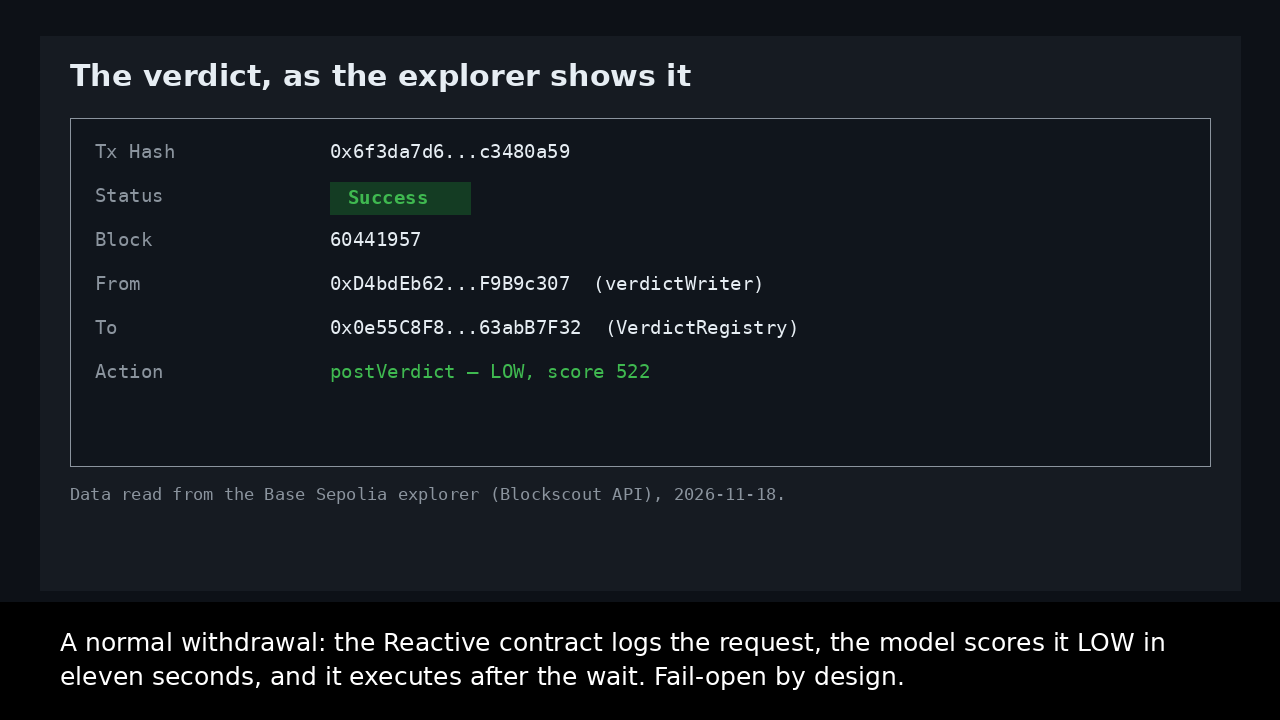 The verdict, as the explorer shows it
Tx Hash 0x6f3da7d6...c3480a59
Status Success
Block 60441957
From 0xD4bdEb62...F9B9c307 (verdictWriter)
To 0x0e55C8F8...63abB7F32 (VerdictRegistry)
Action postVerdict — LOW, score 522
Data read from the Base Sepolia explorer (Blockscout API), 2026-11-18.
A normal withdrawal: the Reactive contract logs the request, the model scores it LOW in
eleven seconds, and it executes after the wait. Fail-open by design.